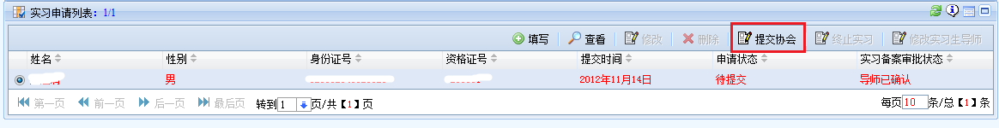 实习申请列表：1/1
填写 查看 修改 删除 提交协会 终止实习 修改实习生导师
姓名 性别 身份证号 资格证号 提交时间 申请状态 实习备案审批状态
男 2012年11月14日 待提交 导师已确认
第一页 前一页 后一页 最后页 转到1页/共【1】页 每页10条/总【1】条